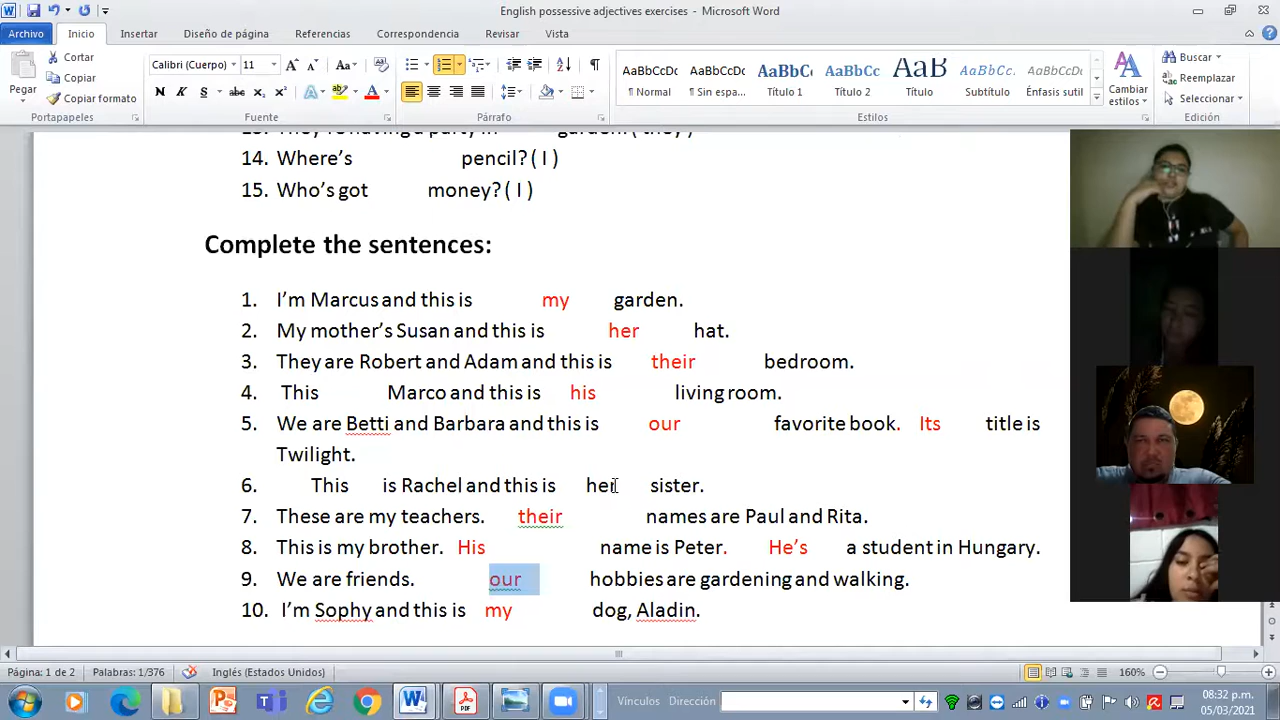 English possessive adjectives exercises - Microsoft Word
Archivo Inicio Insertar Diseño de página Referencias Correspondencia Revisar Vista
Pegar
Cortar
Copiar
Copiar formato
Portapapeles
Calibri (Cuerpo) 11
Fuente
Párrafo
AaBbCcDc AaBbCcDc AaBbCc AaBbCc AaB AaBbCc. AaBbCcDc
¶ Normal ¶ Sin espa... Título 1 Título 2 Título Subtítulo Énfasis sutil
Estilos
Cambiar estilos
Buscar
Reemplazar
Seleccionar
Edición
13. They're having a party in garden. ( they )
14. Where's pencil? ( I )
15. Who's got money? ( I )
Complete the sentences:
1. I'm Marcus and this is my garden.
2. My mother's Susan and this is her hat.
3. They are Robert and Adam and this is their bedroom.
4. This Marco and this is his living room.
5. We are Betti and Barbara and this is our favorite book. Its title is
Twilight.
6. This is Rachel and this is her sister.
7. These are my teachers. their names are Paul and Rita.
8. This is my brother. His name is Peter. He's a student in Hungary.
9. We are friends. our hobbies are gardening and walking.
10. I'm Sophy and this is my dog, Aladin.
Página: 1 de 2 Palabras: 1/376 Inglés (Estados Unidos) 160%
Vínculos Dirección
08:32 p.m.
05/03/2021